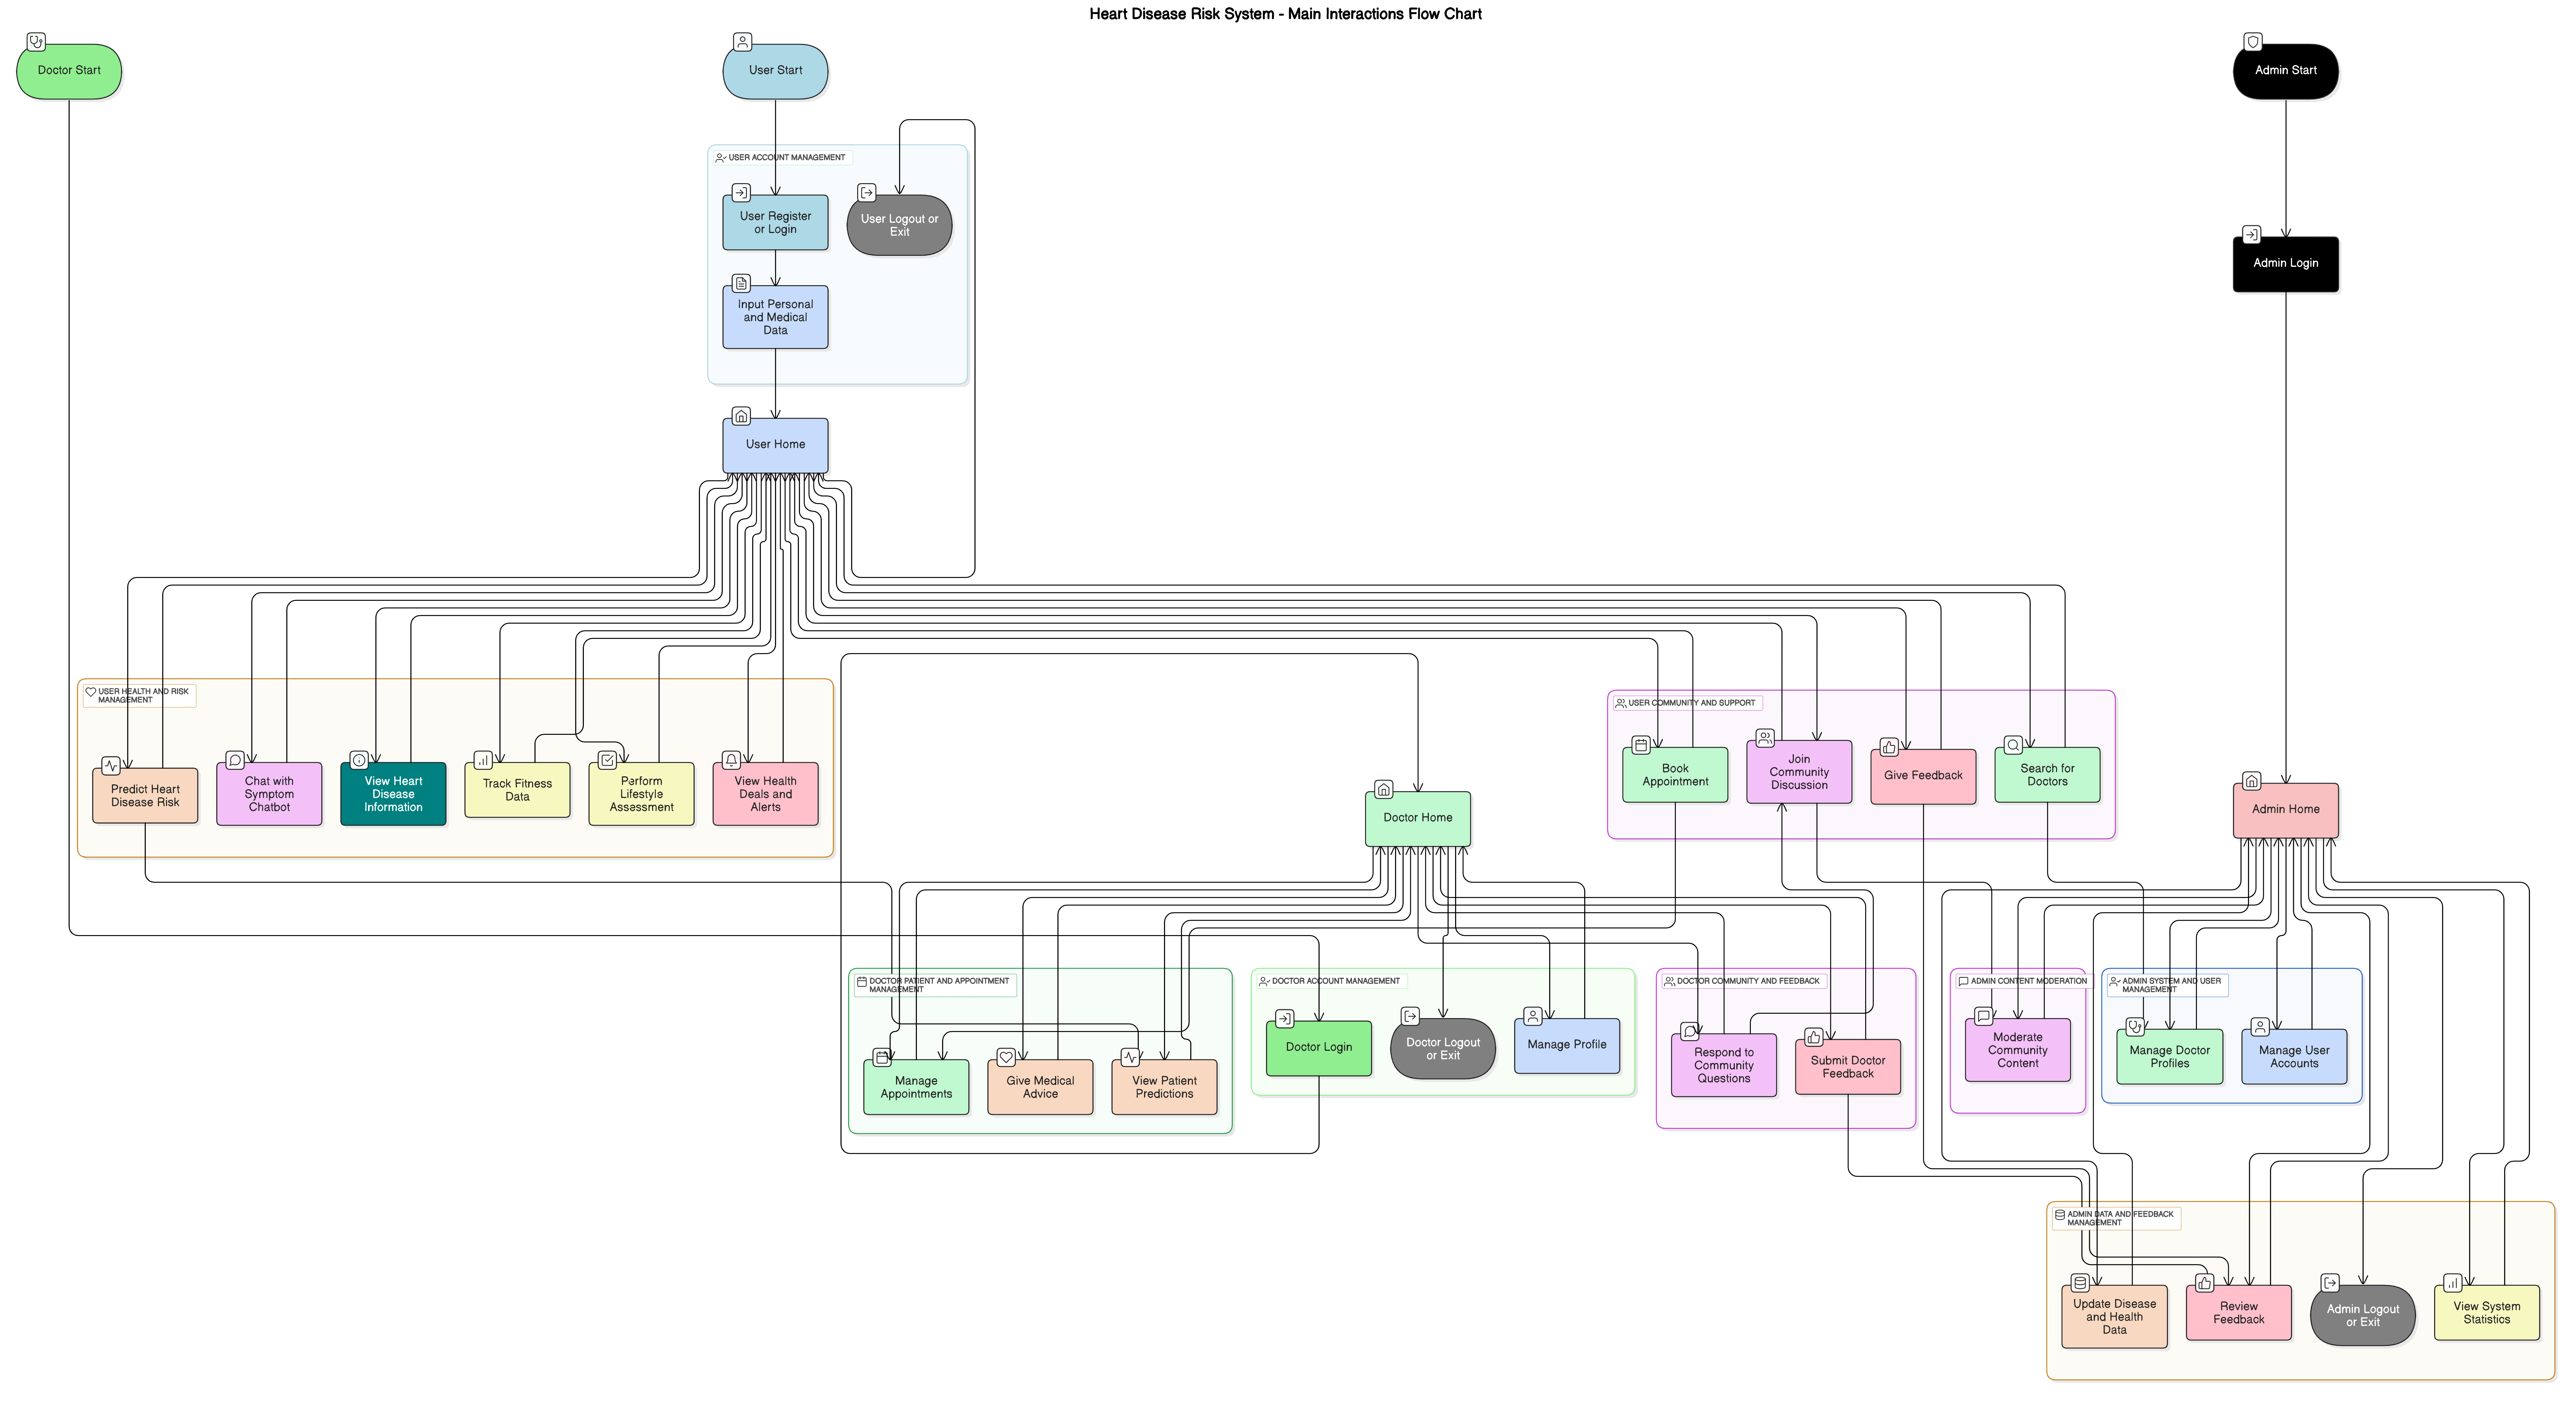 Heart Disease Risk System - Main Interactions Flow Chart
Doctor Start
User Start
Admin Start
USER ACCOUNT MANAGEMENT
User Register
or Login
User Logout or
Exit
Admin Login
Input Personal
and Medical
Data
User Home
USER HEALTH AND RISK
MANAGEMENT
Predict Heart
Disease Risk
Chat with
Symptom
Chatbot
View Heart
Disease
Information
Track Fitness
Data
Perform
Lifestyle
Assessment
View Health
Deals and
Alerts
USER COMMUNITY AND SUPPORT
Book
Appointment
Join
Community
Discussion
Give Feedback
Search for
Doctors
Doctor Home
Admin Home
DOCTOR PATIENT AND APPOINTMENT
MANAGEMENT
Manage
Appointments
Give Medical
Advice
View Patient
Predictions
DOCTOR ACCOUNT MANAGEMENT
Doctor Login
Doctor Logout
or Exit
Manage Profile
DOCTOR COMMUNITY AND FEEDBACK
Respond to
Community
Questions
Submit Doctor
Feedback
ADMIN CONTENT MODERATION
Moderate
Community
Content
ADMIN SYSTEM AND USER
MANAGEMENT
Manage Doctor
Profiles
Manage User
Accounts
ADMIN DATA AND FEEDBACK
MANAGEMENT
Update Disease
and Health
Data
Review
Feedback
Admin Logout
or Exit
View System
Statistics